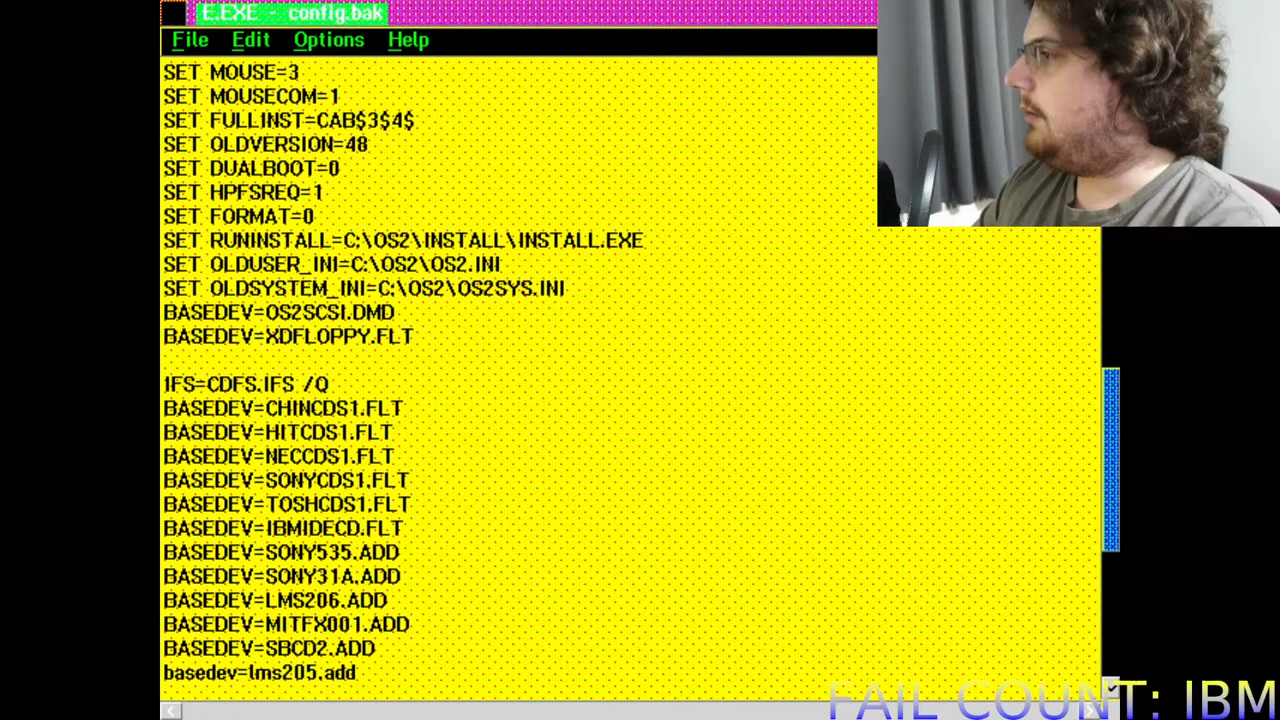 E.EXE - config.bak
File Edit Options Help
SET MOUSE=3
SET MOUSECOM=1
SET FULLINST=CAB$3$4$
SET OLDVERSION=48
SET DUALBOOT=0
SET HPFSREQ=1
SET FORMAT=0
SET RUNINSTALL=C:\OS2\INSTALL\INSTALL.EXE
SET OLDUSER_INI=C:\OS2\OS2.INI
SET OLDSYSTEM_INI=C:\OS2\OS2SYS.INI
BASEDEV=OS2SCSI.DMD
BASEDEV=XDFLOPPY.FLT
IFS=CDFS.IFS /Q
BASEDEV=CHINCDS1.FLT
BASEDEV=HITCDS1.FLT
BASEDEV=NECCDS1.FLT
BASEDEV=SONYCDS1.FLT
BASEDEV=TOSHCDS1.FLT
BASEDEV=IBMIDECD.FLT
BASEDEV=SONY535.ADD
BASEDEV=SONY31A.ADD
BASEDEV=LMS206.ADD
BASEDEV=MITFX001.ADD
BASEDEV=SBCD2.ADD
basedev=lms205.add
FAIL COUNT: IBM